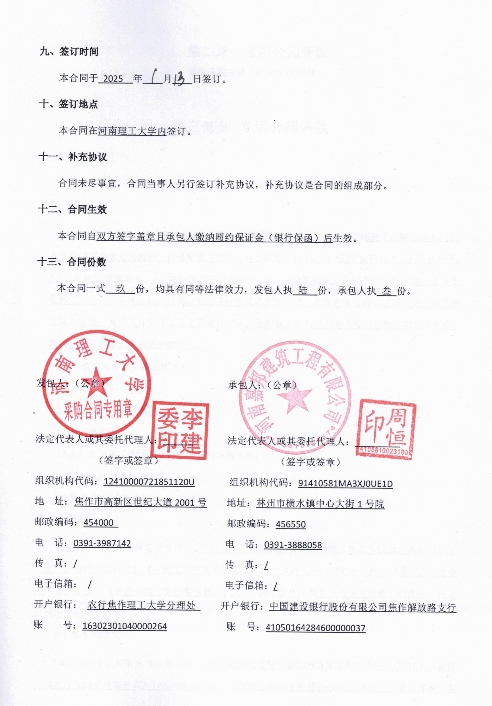 九、签订时间
本合同于 2025 年 1 月 13 日签订。
十、签订地点
本合同在河南理工大学内签订。
十一、补充协议
合同未尽事宜，合同当事人另行签订补充协议，补充协议是合同的组成部分。
十二、合同生效
本合同自双方签字盖章且承包人缴纳履约保证金（银行保函）后生效。
十三、合同份数
本合同一式 玖 份，均具有同等法律效力，发包人执 陆 份，承包人执 叁 份。
河南理工大学
采购合同专用章
发包人：（公章）
河南嘉邦建筑工程有限公司
承包人：（公章）
李建委印
周恒印
法定代表人或其委托代理人：
法定代表人或其委托代理人：
（签字或签章）
（签字或签章）
组织机构代码：12410000721851120U
组织机构代码：91410581MA3XJ0UE1D
地 址：焦作市高新区世纪大道 2001 号
地址：林州市横水镇中心大街 1 号院
邮政编码：454000
邮政编码：456550
电 话：0391-3987142
电 话：0391-3888058
传 真：/
传 真：/
电子信箱： /
电子信箱：/
开户银行： 农行焦作理工大学分理处
开户银行：中国建设银行股份有限公司焦作解放路支行
账 号：16302301040000264
账 号：41050164284600000037